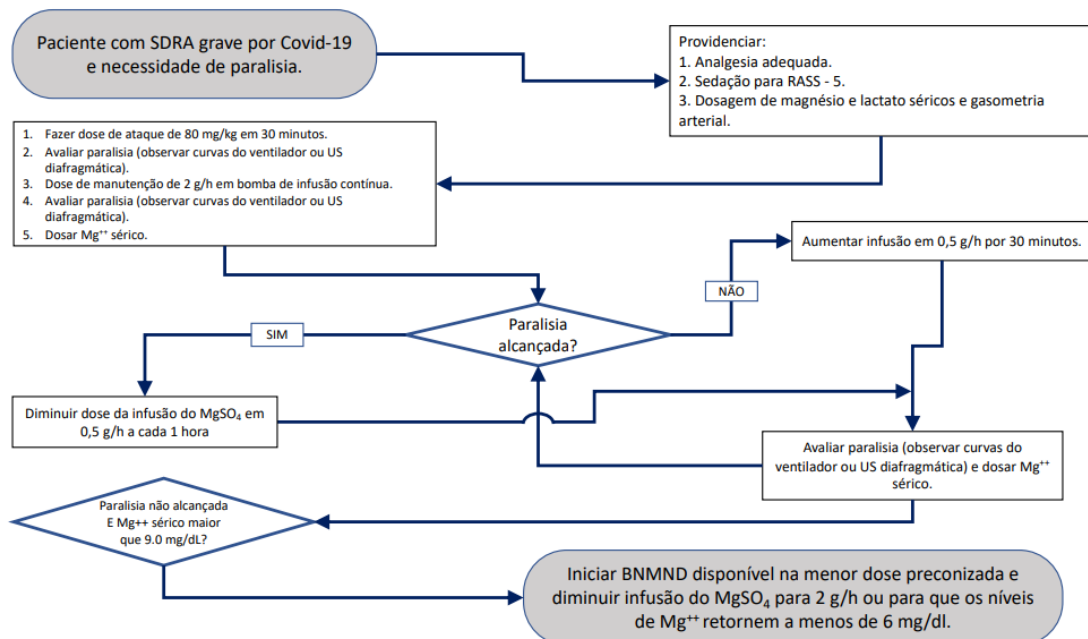 Paciente com SDRA grave por Covid-19
e necessidade de paralisia.
Providenciar:
1. Analgesia adequada.
2. Sedação para RASS - 5.
3. Dosagem de magnésio e lactato séricos e gasometria
arterial.
1. Fazer dose de ataque de 80 mg/kg em 30 minutos.
2. Avaliar paralisia (observar curvas do ventilador ou US
diafragmática).
3. Dose de manutenção de 2 g/h em bomba de infusão contínua.
4. Avaliar paralisia (observar curvas do ventilador ou US
diafragmática).
5. Dosar Mg⁺⁺ sérico.
Aumentar infusão em 0,5 g/h por 30 minutos.
NÃO
Paralisia
alcançada?
SIM
Diminuir dose da infusão do MgSO₄ em
0,5 g/h a cada 1 hora
Avaliar paralisia (observar curvas do
ventilador ou US diafragmática) e dosar Mg⁺⁺
sérico.
Paralisia não alcançada
E Mg++ sérico maior
que 9.0 mg/dL?
Iniciar BNMND disponível na menor dose preconizada e
diminuir infusão do MgSO₄ para 2 g/h ou para que os níveis
de Mg⁺⁺ retornem a menos de 6 mg/dl.